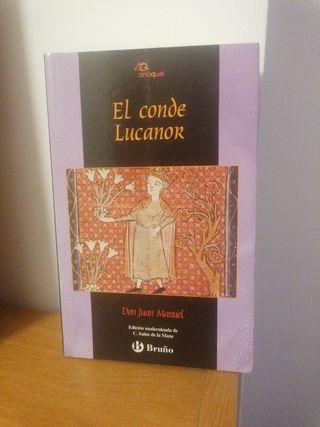 anaquel
El conde
Lucanor
Don Juan Manuel
Edición modernizada de
C. Sainz de la Maza
Bruño